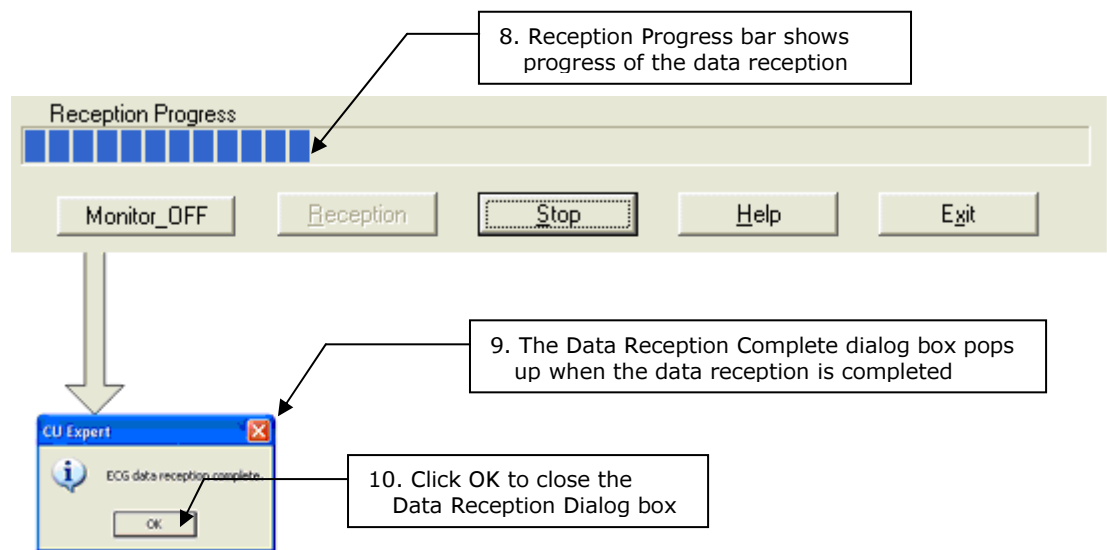 8. Reception Progress bar shows
progress of the data reception
Reception Progress
Monitor_OFF
Reception
Stop
Help
Exit
9. The Data Reception Complete dialog box pops
up when the data reception is completed
CU Expert
ECG data reception complete.
OK
10. Click OK to close the
Data Reception Dialog box